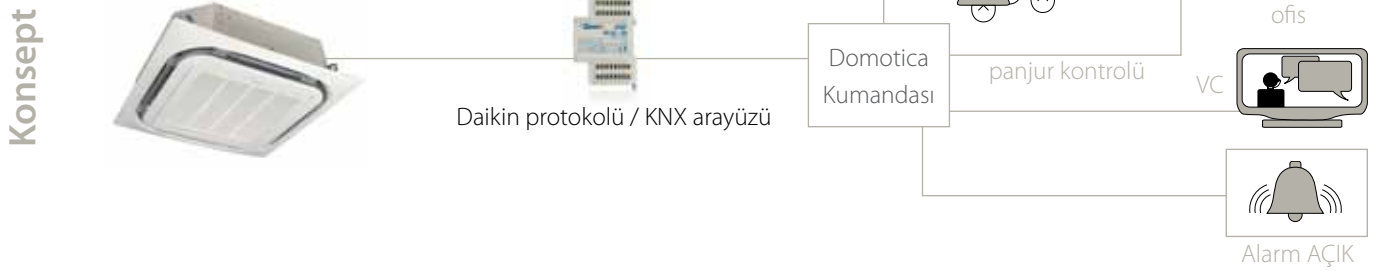 Konsept
ofis
Domotica
Kumandası
panjur kontrolü
VC
Daikin protokolü / KNX arayüzü
Alarm AÇIK